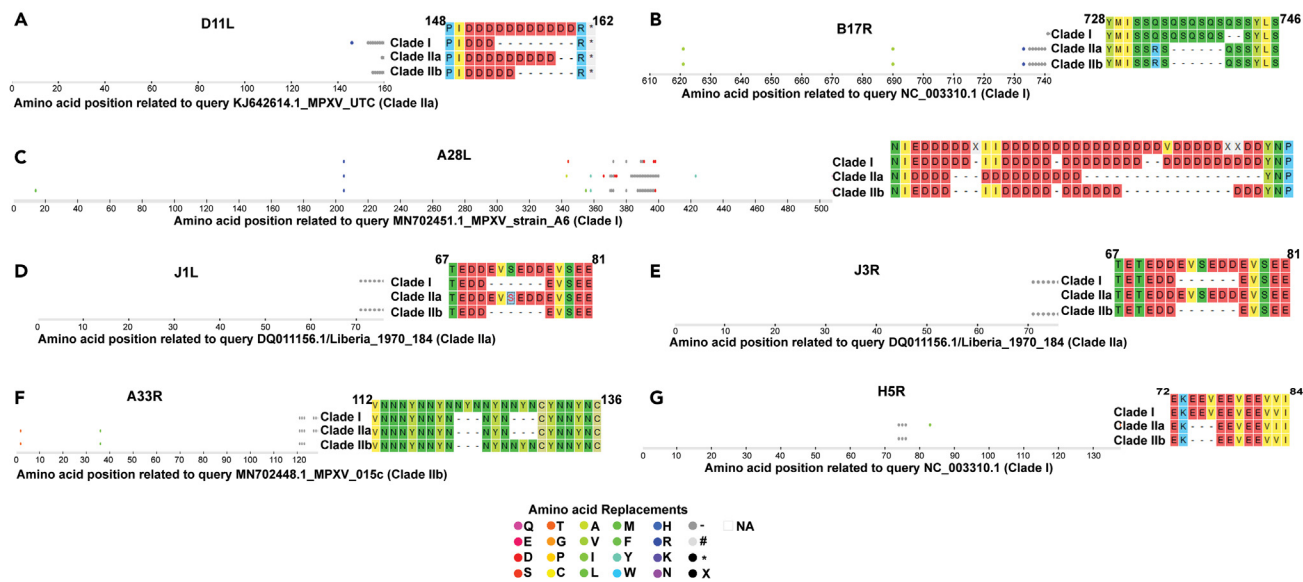 A
D11L
148
162
P I D D D D D D D D D D D R *
Clade I
P I D D D - - - - - - - - R *
Clade IIa
P I D D D D D D D D D - - R *
Clade IIb
P I D D D D D - - - - - - R *
0 20 40 60 80 100 120 140 160
Amino acid position related to query KJ642614.1_MPXV_UTC (Clade IIa)
B
B17R
728
746
Y M I S S Q S Q S Q S Q S Q S S Y L S
Clade I
Clade IIa
Clade IIb
610 620 630 640 650 660 670 680 690 700 710 720 730 740
Amino acid position related to query NC_003310.1 (Clade I)
C
A28L
Clade I
Clade IIa
Clade IIb
0 20 40 60 80 100 120 140 160 180 200 220 240 260 280 300 320 340 360 380 400 420 440 460 480 500
Amino acid position related to query MN702451.1_MPXV_strain_A6 (Clade I)
D
J1L
67
81
T E D D E V S E D D E V S E E
Clade I
T E D D - - - - - - E V S E E
Clade IIa
T E D D E V S E D D E V S E E
Clade IIb
T E D D - - - - - - E V S E E
0 10 20 30 40 50 60 70
Amino acid position related to query DQ011156.1/Liberia_1970_184 (Clade IIa)
E
J3R
67
81
T E T E D D E V S E D D E V S E E
Clade I
T E T E D D - - - - - - E V S E E
Clade IIa
T E T E D D E V S E D D E V S E E
Clade IIb
T E T E D D - - - - - - E V S E E
0 10 20 30 40 50 60 70
Amino acid position related to query DQ011156.1/Liberia_1970_184 (Clade IIa)
F
A33R
112
136
V N N N Y N N Y N N Y N N Y N N Y N C Y N N Y N C
Clade I
Clade IIa
Clade IIb
0 10 20 30 40 50 60 70 80 90 100 110 120
Amino acid position related to query MN702448.1_MPXV_015c (Clade IIb)
G
H5R
72
84
E K E E V E E V E E V V I
Clade I
E K E E V E E V E E V V I
Clade IIa
E K - - - E E V E E V V I
Clade IIb
E K - - - E E V E E V V I
0 10 20 30 40 50 60 70 80 90 100 110 120 130
Amino acid position related to query NC_003310.1 (Clade I)
Amino acid Replacements
Q T A M H - NA
E G V F R #
D P I Y K *
S C L W N X